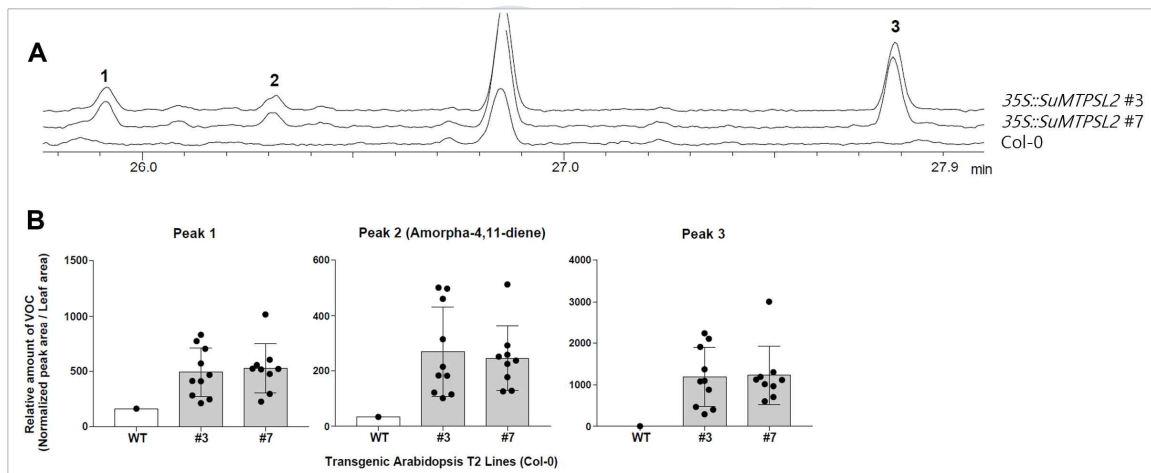 A
1
2
3
35S::SuMTPSL2 #3
35S::SuMTPSL2 #7
Col-0
26.0
27.0
27.9
min
B
Peak 1
Peak 2 (Amorpha-4,11-diene)
Peak 3
Relative amount of VOC
(Normalized peak area / Leaf area)
1500
1000
500
0
WT
#3
#7
600
400
200
0
WT
#3
#7
4000
3000
2000
1000
0
WT
#3
#7
Transgenic Arabidopsis T2 Lines (Col-0)